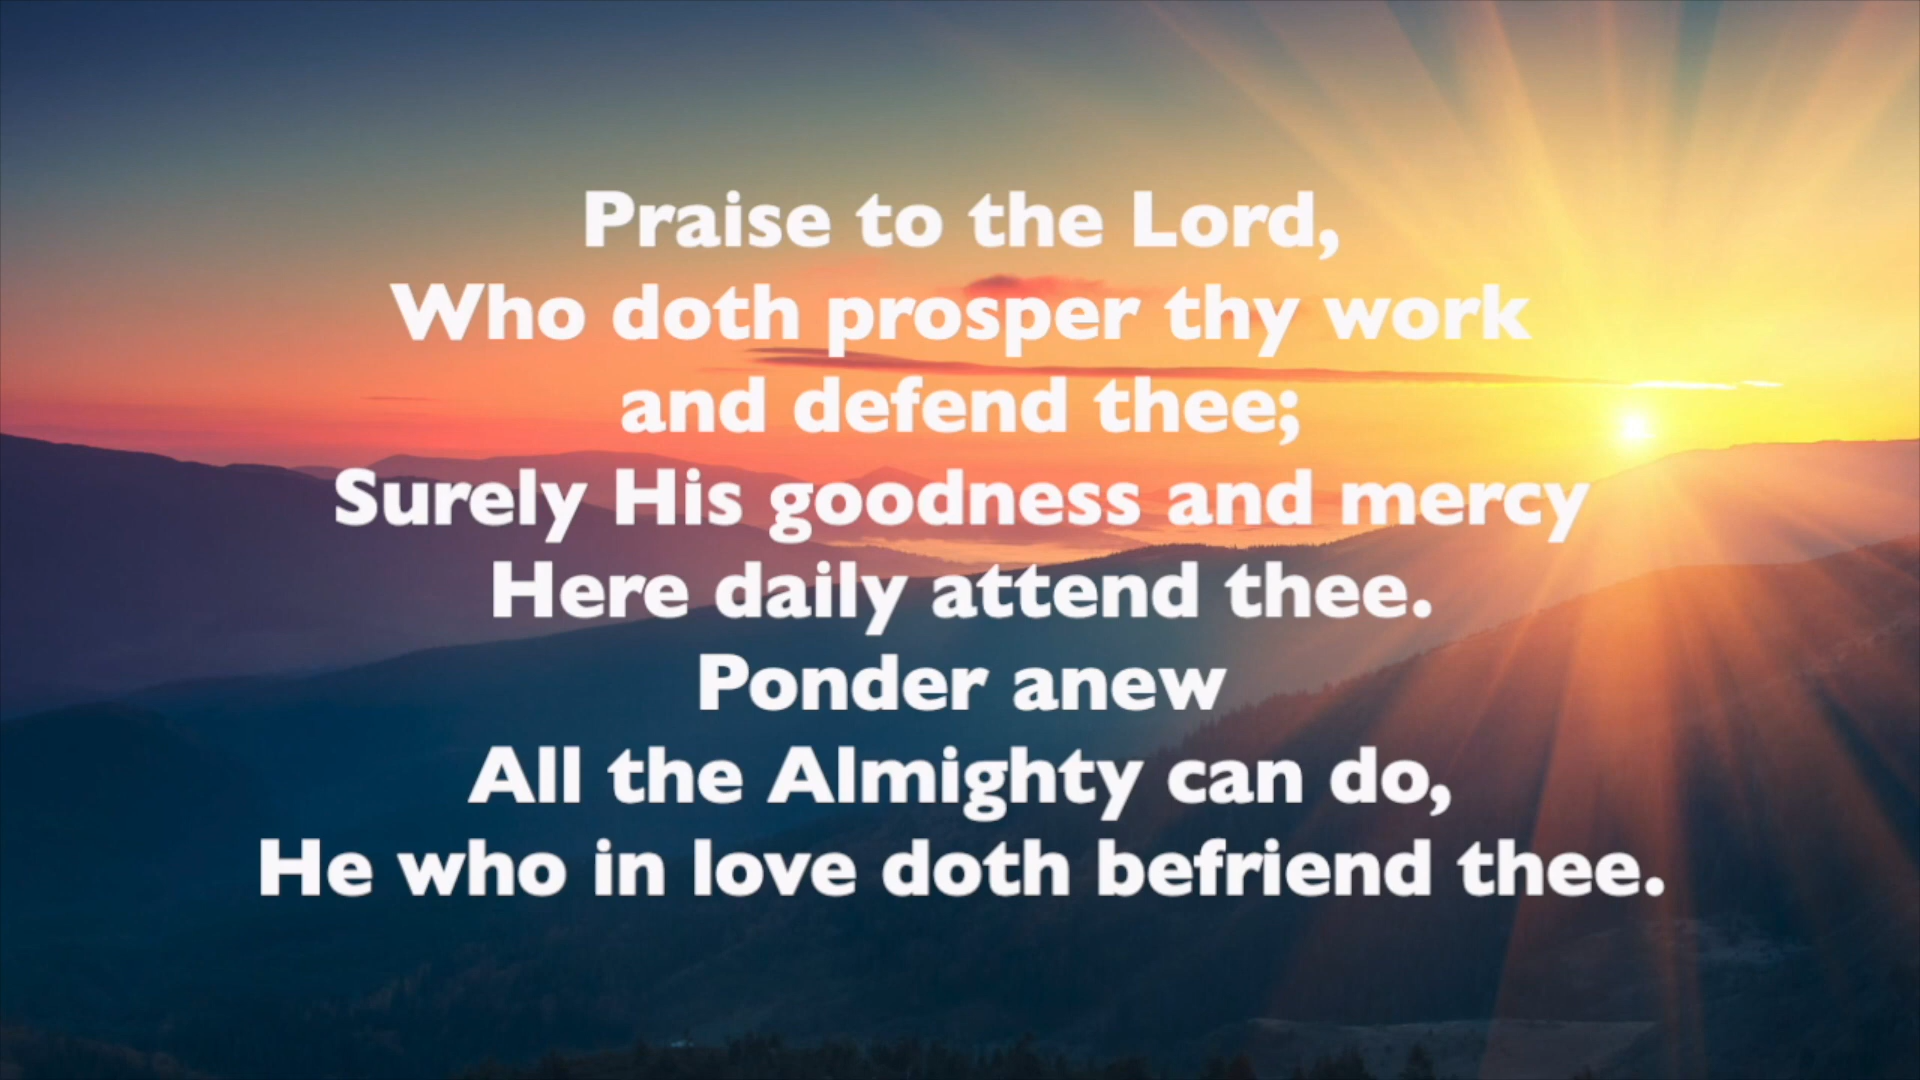 Praise to the Lord,
Who doth prosper thy work
and defend thee;
Surely His goodness and mercy
Here daily attend thee.
Ponder anew
All the Almighty can do,
He who in love doth befriend thee.